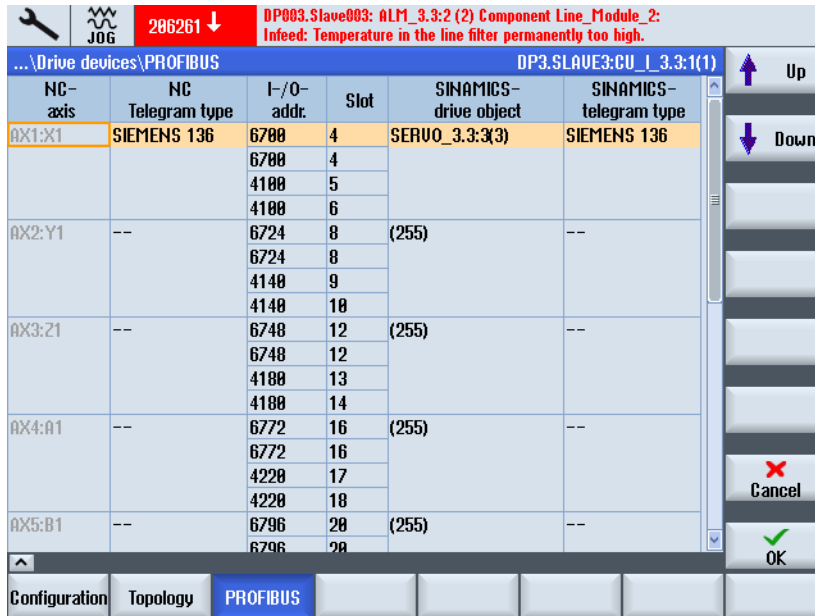 JOG
206261
DP003.Slave003: ALM_3.3:2 (2) Component Line_Module_2:
Infeed: Temperature in the line filter permanently too high.
...\Drive devices\PROFIBUS DP3.SLAVE3:CU_I_3.3:1(1)
NC- NC I-/O- Slot SINAMICS- SINAMICS-
axis Telegram type addr. drive object telegram type
AX1:X1 SIEMENS 136 6700 4 SERVO_3.3:3(3) SIEMENS 136
6700 4
4100 5
4100 6
AX2:Y1 -- 6724 8 (255) --
6724 8
4140 9
4140 10
AX3:Z1 -- 6748 12 (255) --
6748 12
4180 13
4180 14
AX4:A1 -- 6772 16 (255) --
6772 16
4220 17
4220 18
AX5:B1 -- 6796 20 (255) --
6796 20
Up
Down
Cancel
OK
Configuration Topology PROFIBUS